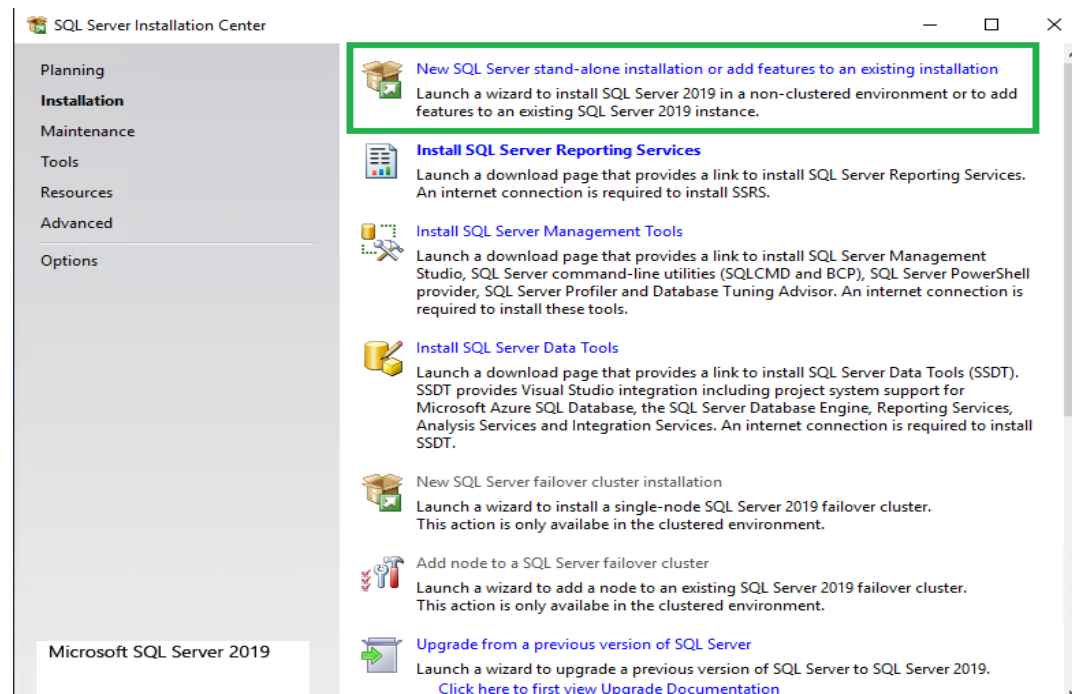 SQL Server Installation Center
Planning
Installation
Maintenance
Tools
Resources
Advanced
Options
Microsoft SQL Server 2019
New SQL Server stand-alone installation or add features to an existing installation
Launch a wizard to install SQL Server 2019 in a non-clustered environment or to add
features to an existing SQL Server 2019 instance.
Install SQL Server Reporting Services
Launch a download page that provides a link to install SQL Server Reporting Services.
An internet connection is required to install SSRS.
Install SQL Server Management Tools
Launch a download page that provides a link to install SQL Server Management
Studio, SQL Server command-line utilities (SQLCMD and BCP), SQL Server PowerShell
provider, SQL Server Profiler and Database Tuning Advisor. An internet connection is
required to install these tools.
Install SQL Server Data Tools
Launch a download page that provides a link to install SQL Server Data Tools (SSDT).
SSDT provides Visual Studio integration including project system support for
Microsoft Azure SQL Database, the SQL Server Database Engine, Reporting Services,
Analysis Services and Integration Services. An internet connection is required to install
SSDT.
New SQL Server failover cluster installation
Launch a wizard to install a single-node SQL Server 2019 failover cluster.
This action is only availabe in the clustered environment.
Add node to a SQL Server failover cluster
Launch a wizard to add a node to an existing SQL Server 2019 failover cluster.
This action is only availabe in the clustered environment.
Upgrade from a previous version of SQL Server
Launch a wizard to upgrade a previous version of SQL Server to SQL Server 2019.
Click here to first view Upgrade Documentation